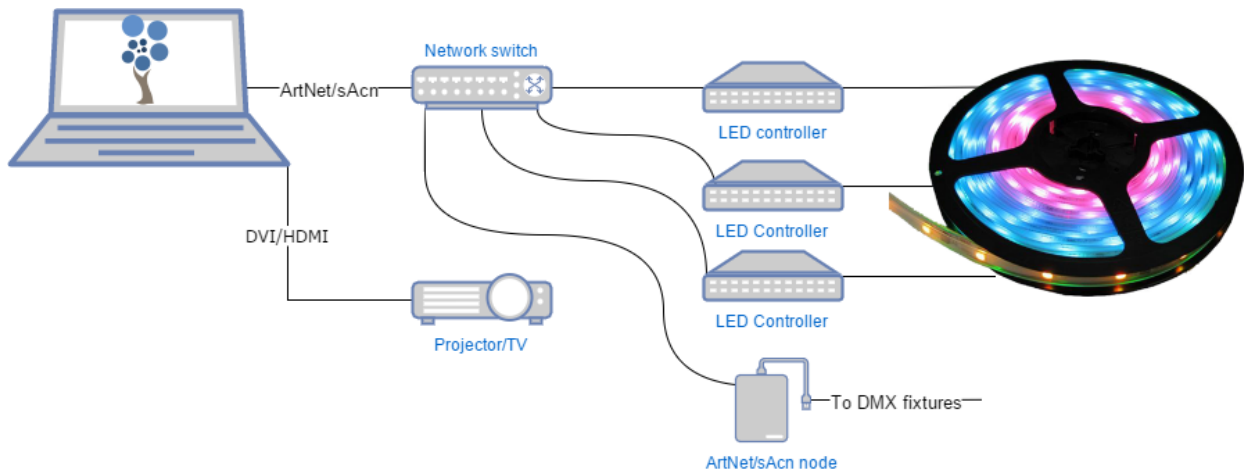 Network switch
ArtNet/sAcn
LED controller
LED Controller
DVI/HDMI
LED Controller
Projector/TV
To DMX fixtures
ArtNet/sAcn node